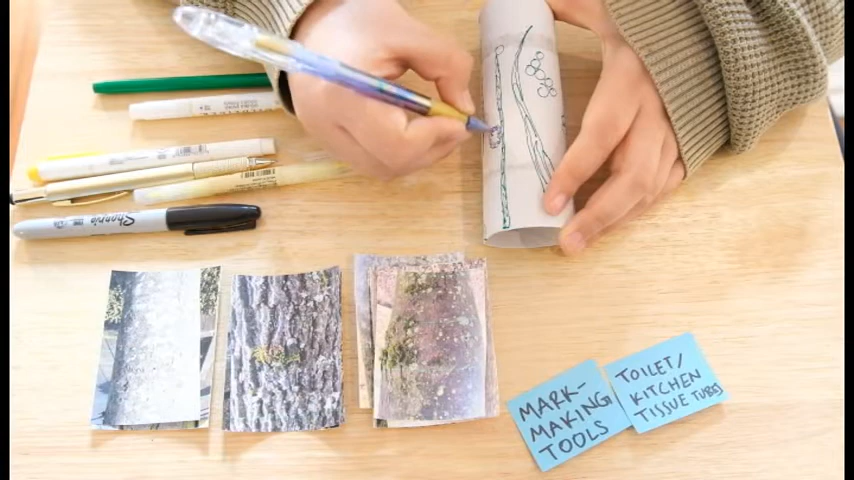 Sharpie
MARK-
MAKING
TOOLS
TOILET/
KITCHEN
TISSUE TUBES